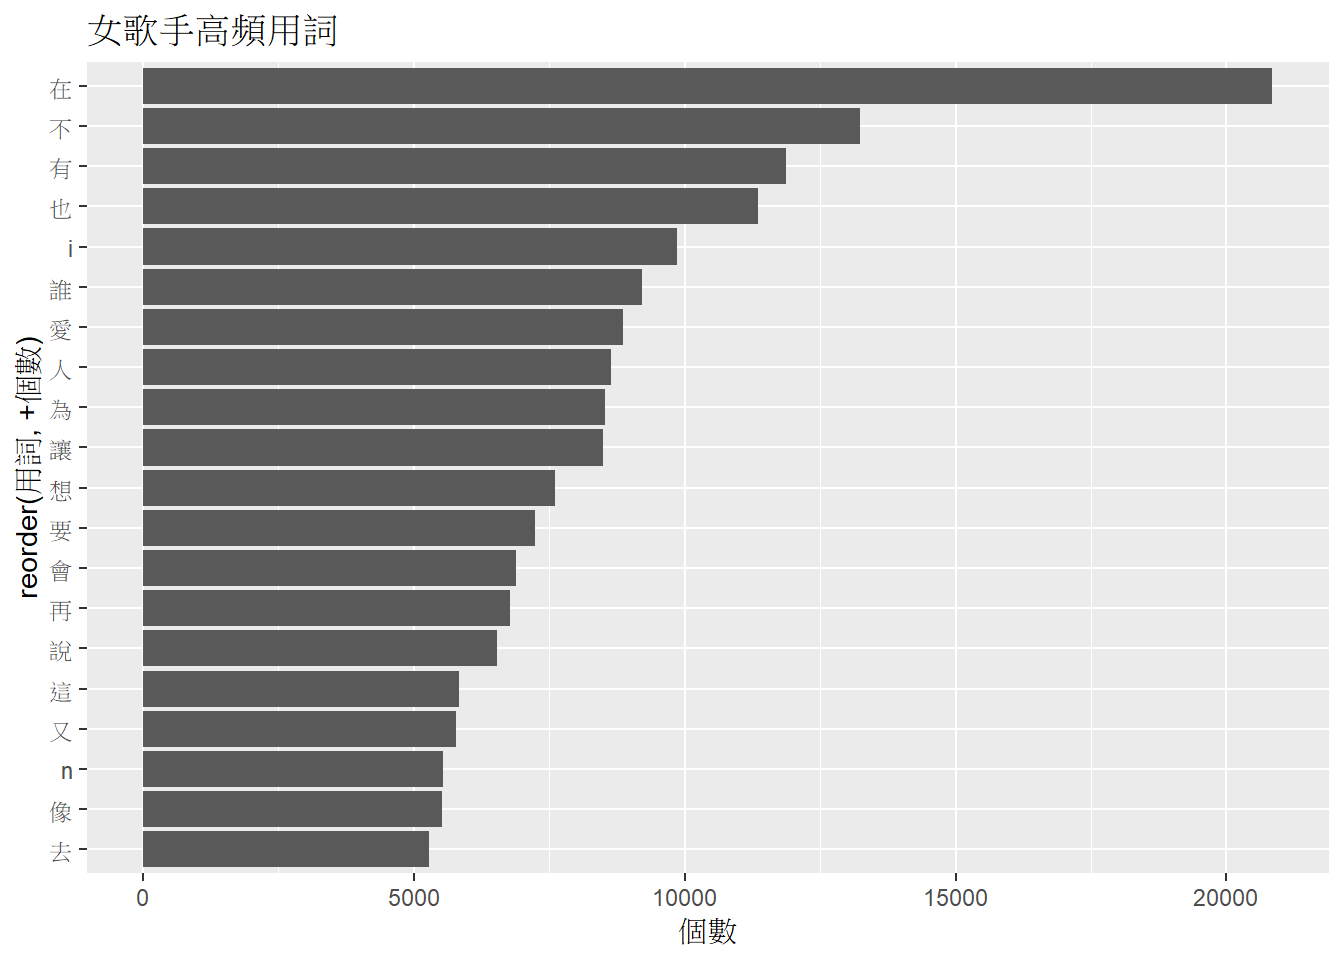 女歌手高頻用詞
reorder(用詞, +個數)
在
不
有
也
i
誰
愛
人
為
讓
想
要
會
再
說
這
又
n
像
去
0 5000 10000 15000 20000
個數